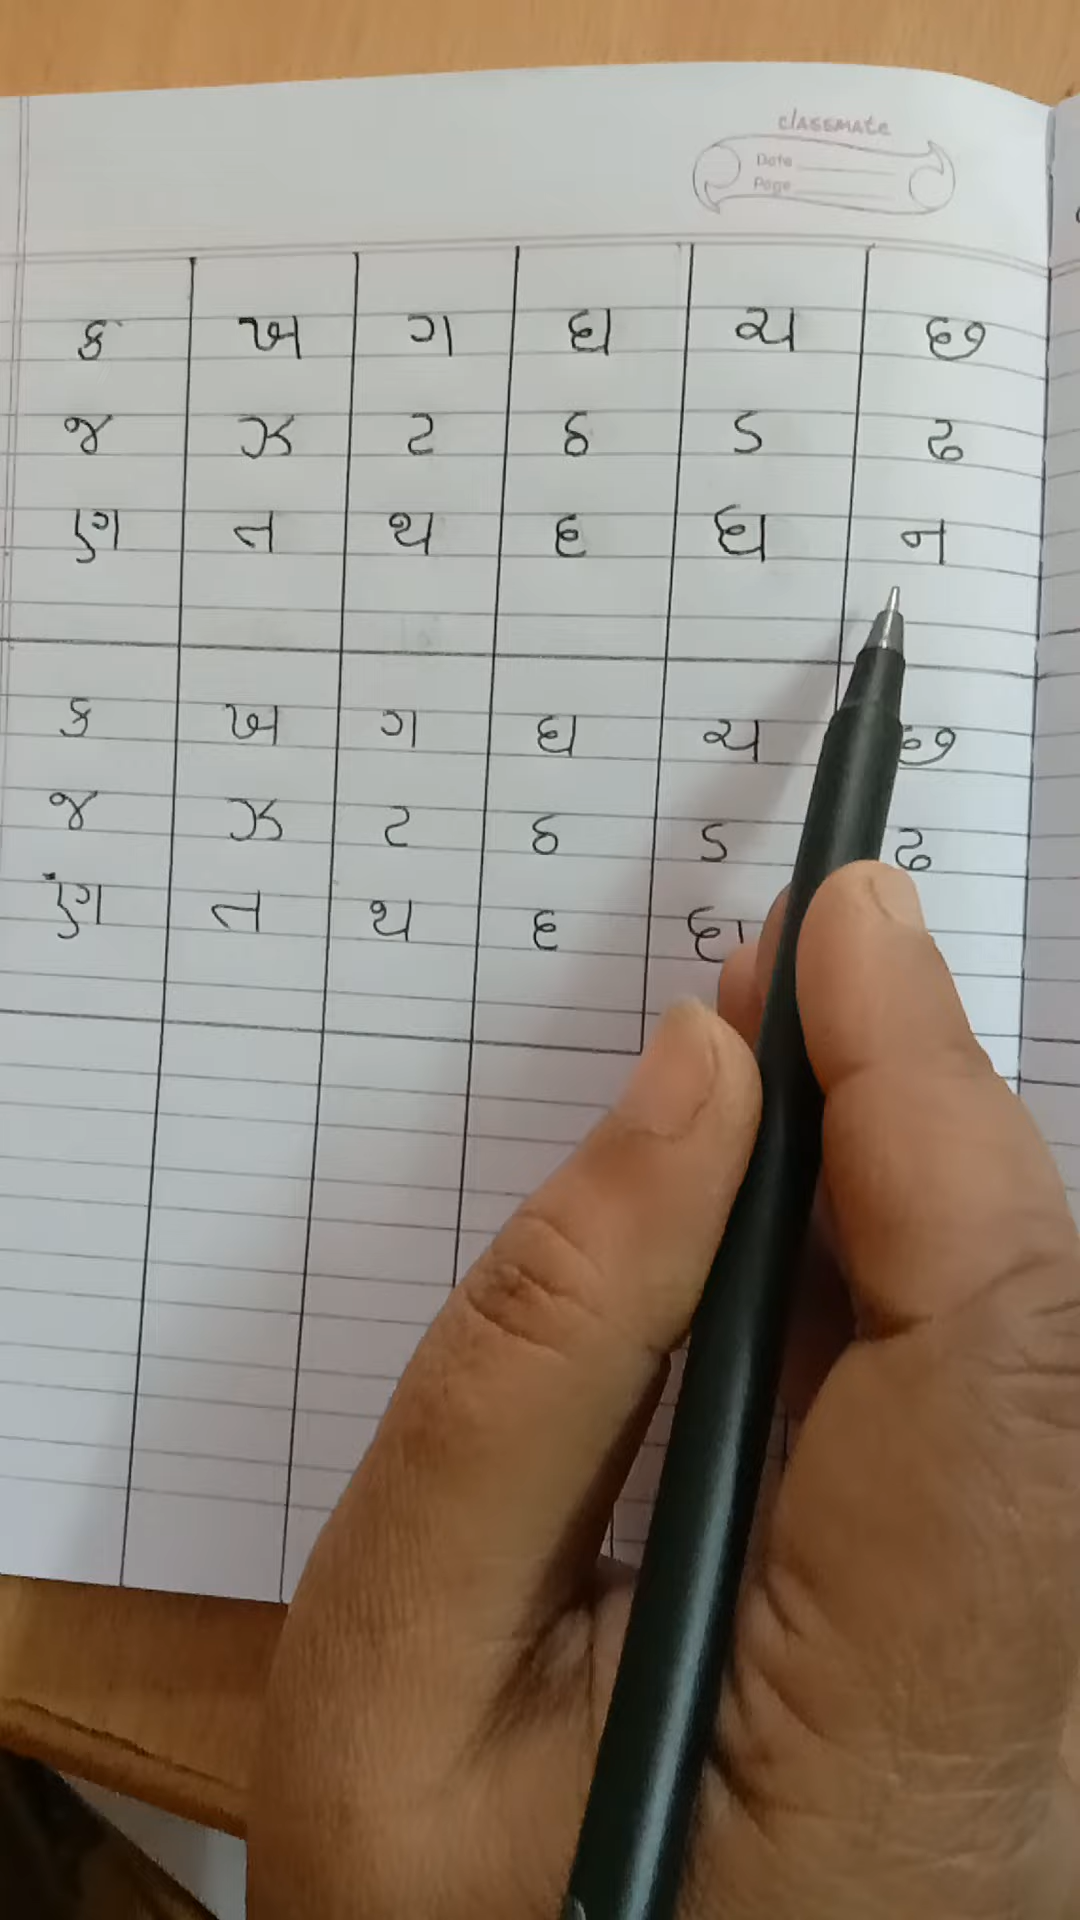 classmate
Date
Page
ક ખ ગ ઘ ચ છ
જ ઝ ટ ઠ ડ ઢ
ણ ત થ દ ધ ન
ક ખ ગ ઘ ચ છ
જ ઝ ટ ઠ ડ ઢ
ણ ત થ દ ધ